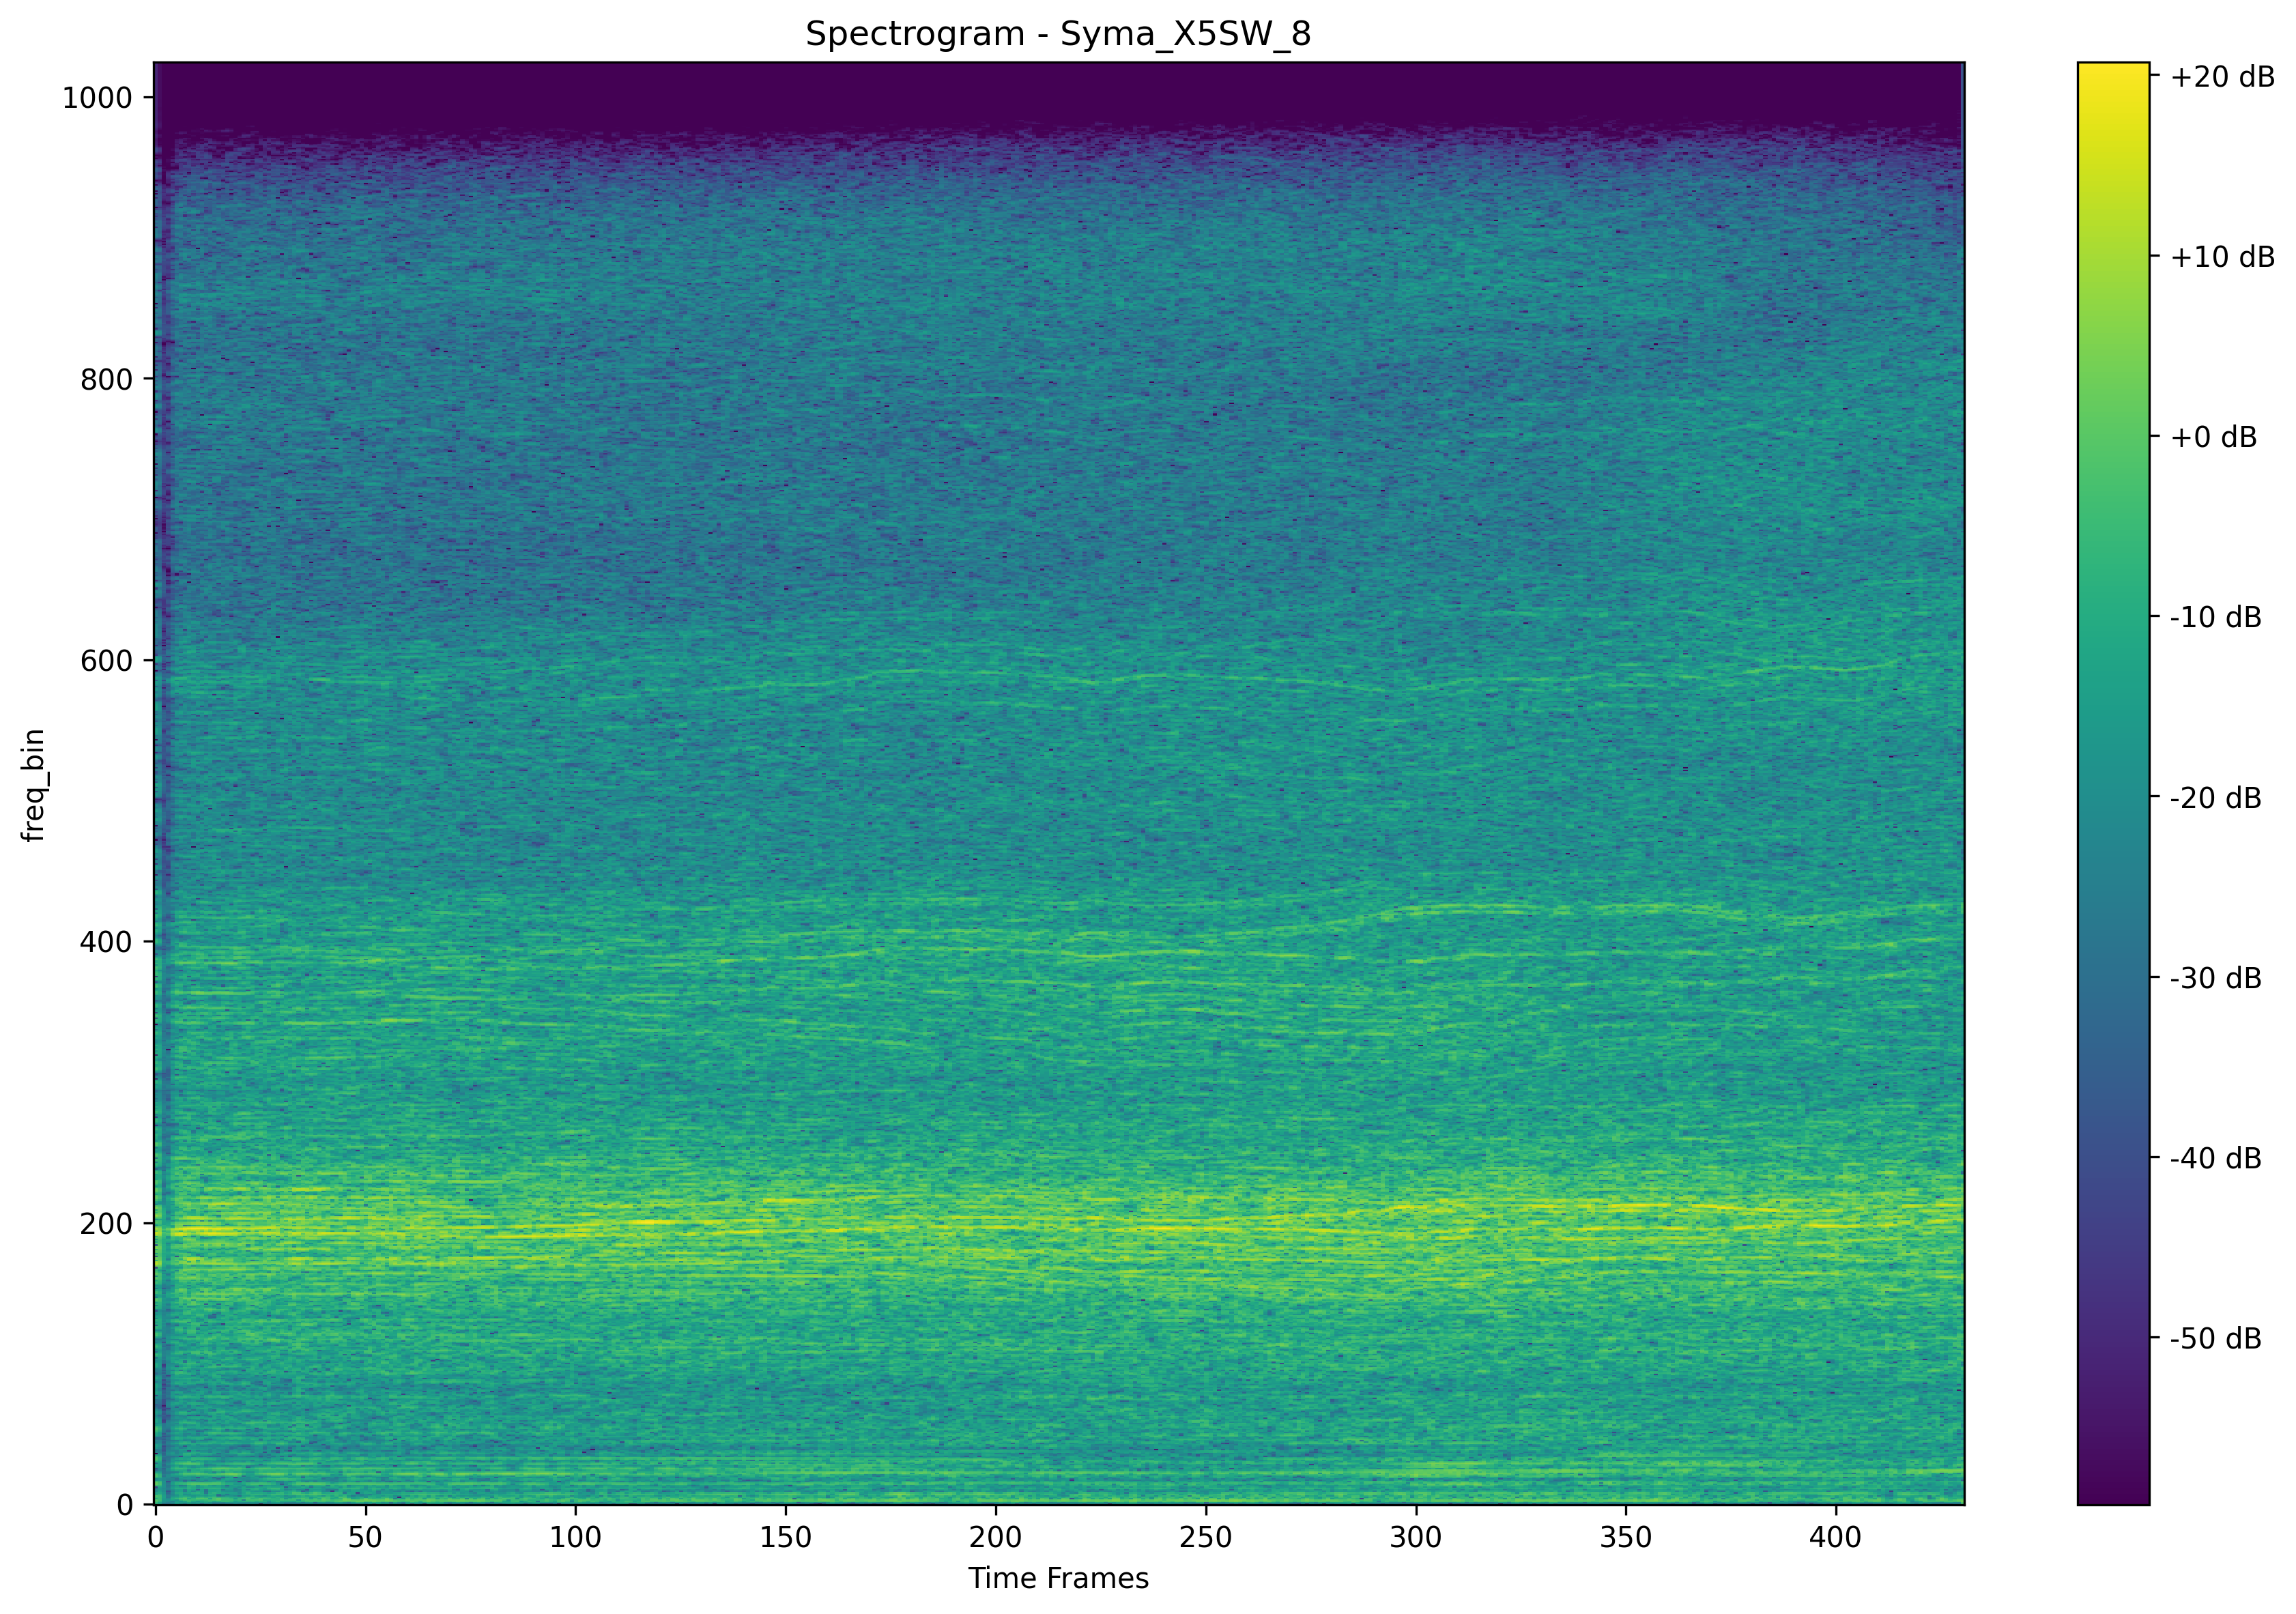 Spectrogram - Syma_X5SW_8
freq_bin
1000
800
600
400
200
0
0 50 100 150 200 250 300 350 400
Time Frames
+20 dB
+10 dB
+0 dB
-10 dB
-20 dB
-30 dB
-40 dB
-50 dB